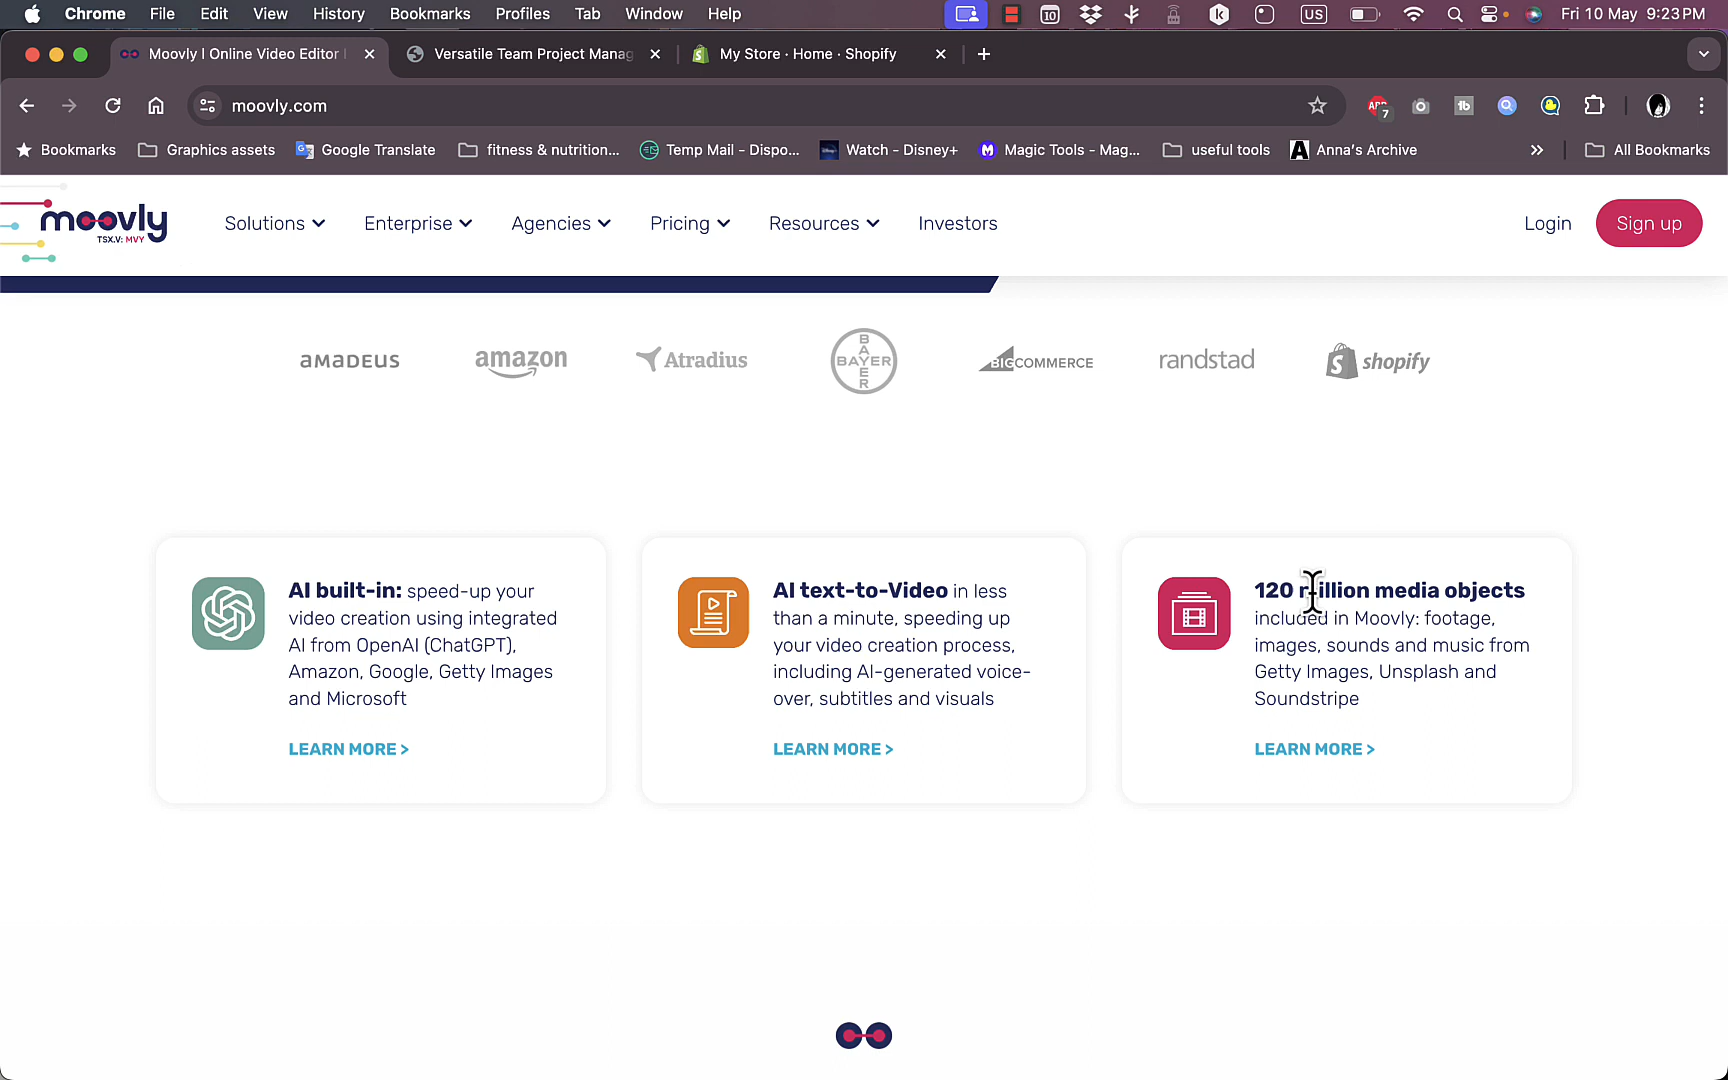 Chrome File Edit View History Bookmarks Profiles Tab Window Help US Fri 10 May 9:23 PM
Moovly | Online Video Editor Versatile Team Project Manag My Store · Home · Shopify
moovly.com
ABP 7
Bookmarks Graphics assets Google Translate fitness & nutrition... Temp Mail - Dispo... Watch - Disney+ Magic Tools - Mag... useful tools Anna's Archive All Bookmarks
moovly
TSX.V: MVY
Solutions Enterprise Agencies Pricing Resources Investors Login Sign up
AMADEUS amazon Atradius BAYER BAYER BIGCOMMERCE randstad shopify
AI built-in: speed-up your
video creation using integrated
AI from OpenAI (ChatGPT),
Amazon, Google, Getty Images
and Microsoft
LEARN MORE >
AI text-to-Video in less
than a minute, speeding up
your video creation process,
including AI-generated voice-
over, subtitles and visuals
LEARN MORE >
120 million media objects
included in Moovly: footage,
images, sounds and music from
Getty Images, Unsplash and
Soundstripe
LEARN MORE >